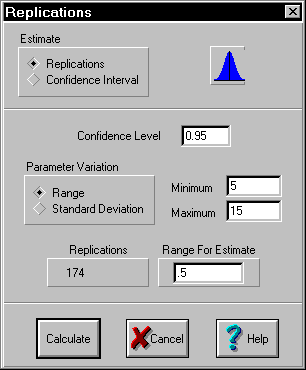 Replications
Estimate
Replications
Confidence Interval
Confidence Level 0.95
Parameter Variation
Range
Standard Deviation
Minimum 5
Maximum 15
Replications
174
Range For Estimate
.5
Calculate
Cancel
? Help